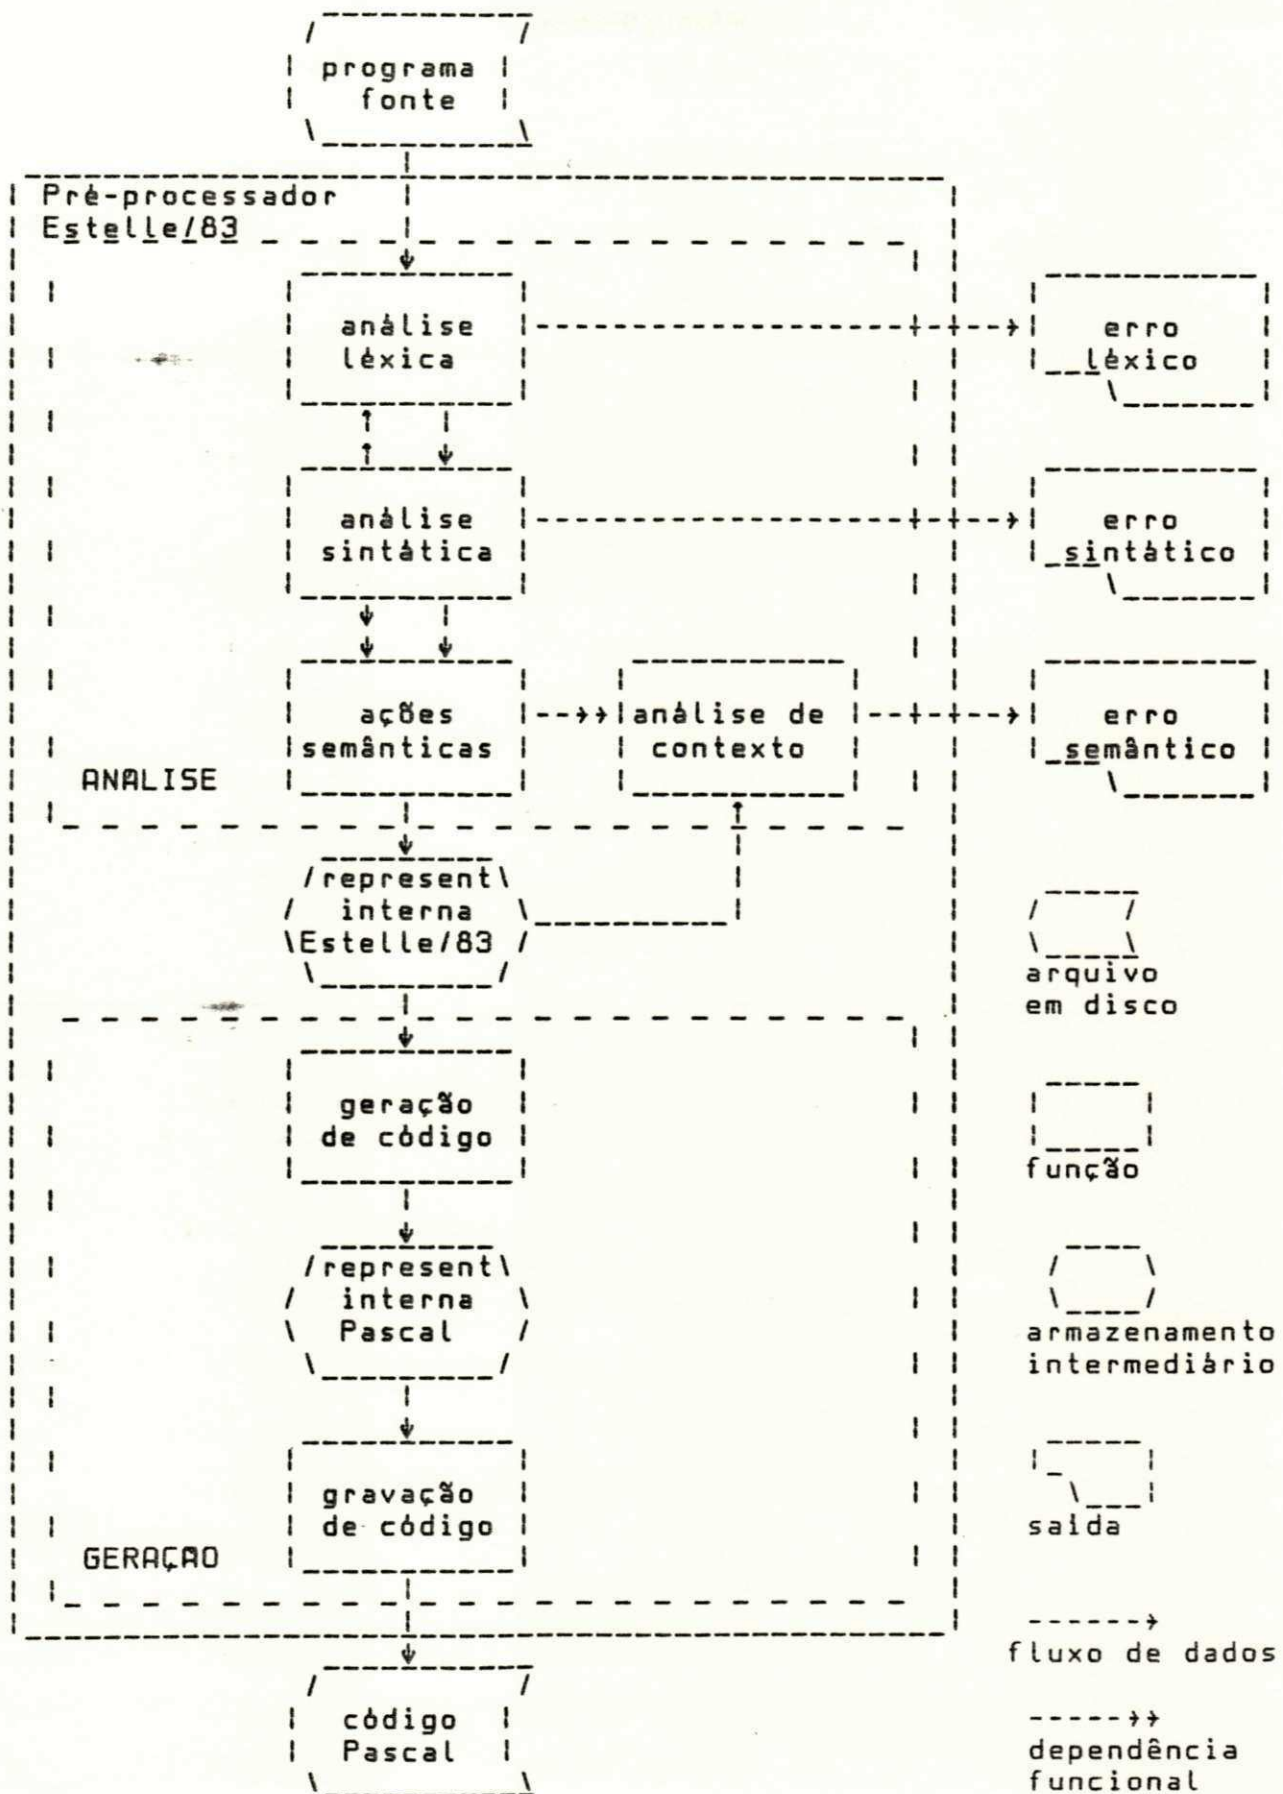 programa
fonte
Pré-processador
Estelle/83
análise
léxica
erro
léxico
análise
sintática
erro
sintático
ações
semânticas
análise de
contexto
erro
semântico
ANALISE
represent
interna
Estelle/83
arquivo
em disco
geração
de código
função
represent
interna
Pascal
armazenamento
intermediário
gravação
de código
saída
GERAÇAO
fluxo de dados
código
Pascal
dependência
funcional